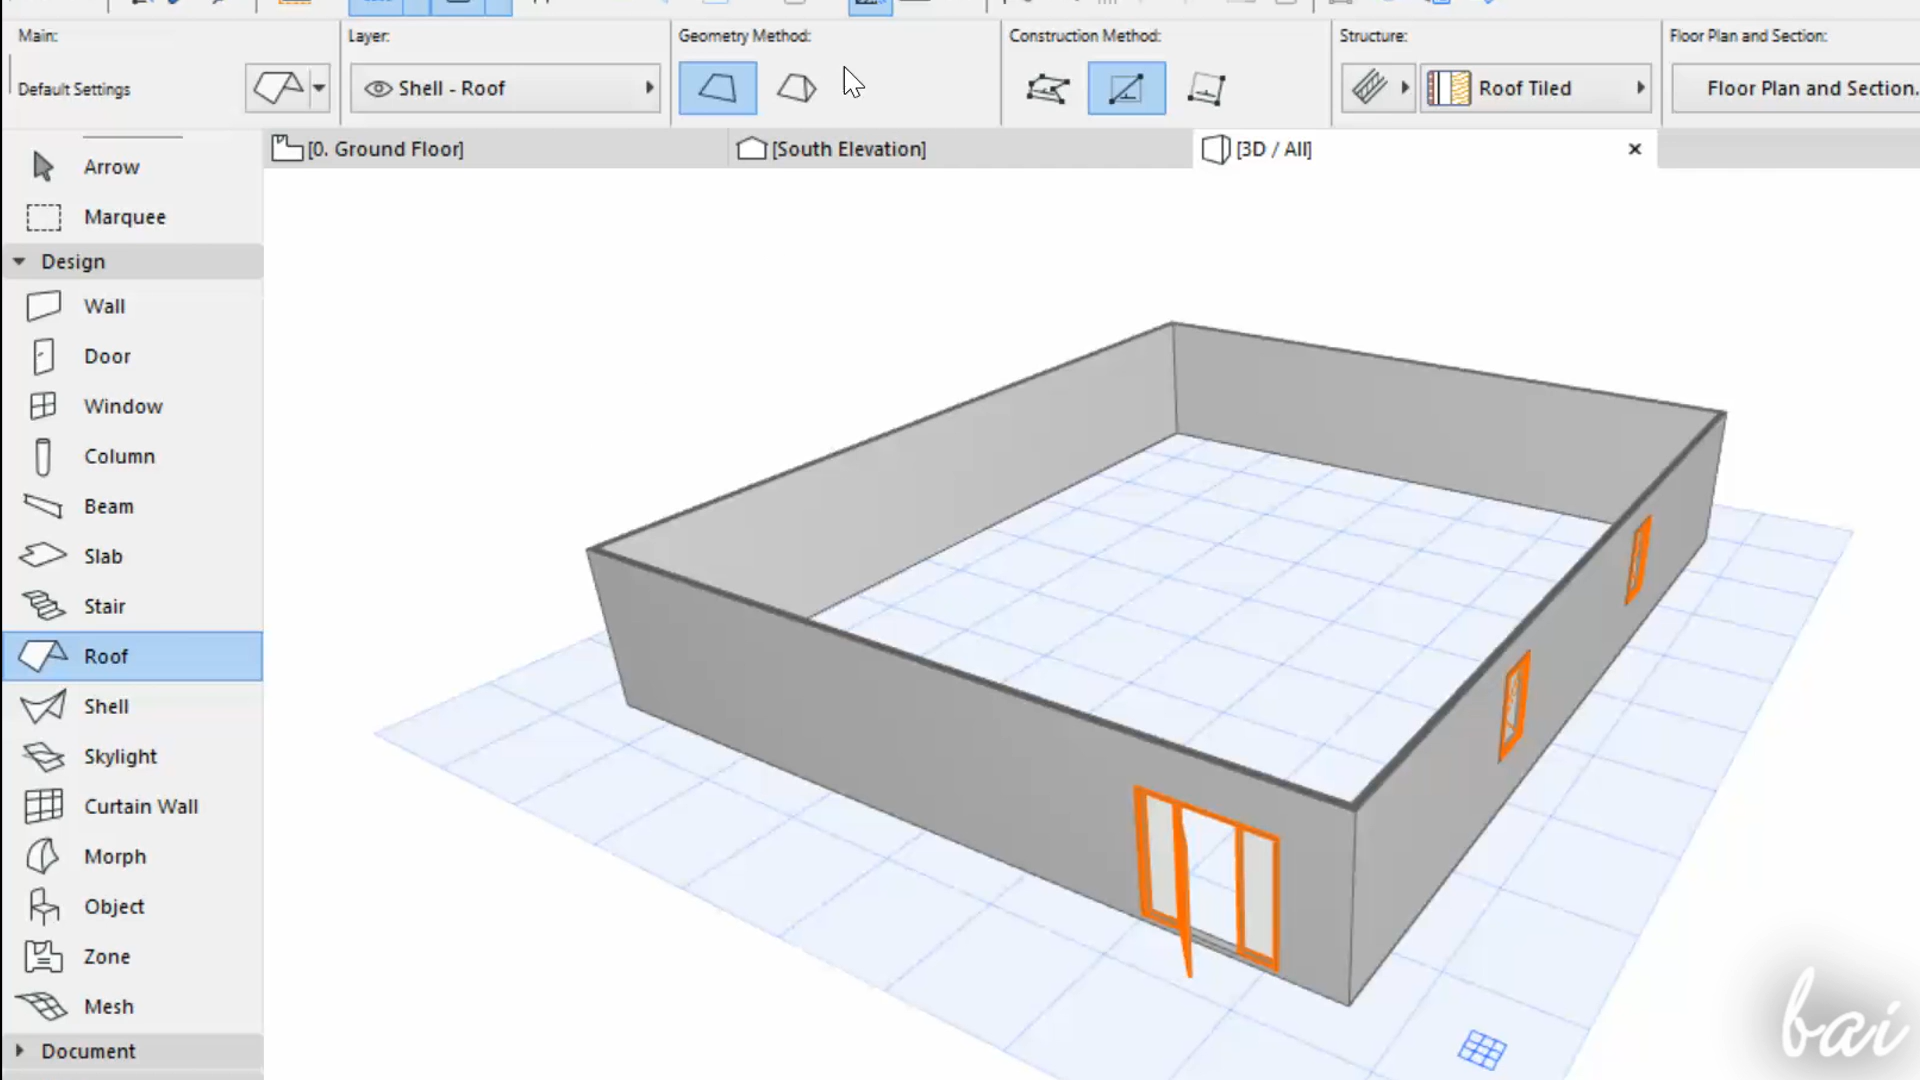 Main:
Layer:
Geometry Method:
Construction Method:
Structure:
Floor Plan and Section:
Default Settings
Shell - Roof
Roof Tiled
Floor Plan and Section.
[0. Ground Floor]
[South Elevation]
[3D / All]
Arrow
Marquee
Design
Wall
Door
Window
Column
Beam
Slab
Stair
Roof
Shell
Skylight
Curtain Wall
Morph
Object
Zone
Mesh
Document
bai